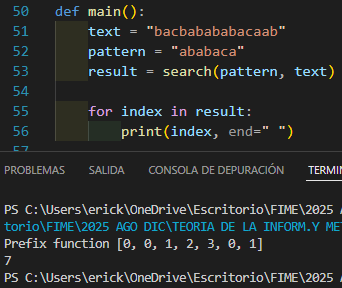 50 def main():
51 text = "bacbababababacaab"
52 pattern = "ababaca"
53 result = search(pattern, text)
54
55 for index in result:
56 print(index, end=" ")
57
PROBLEMAS SALIDA CONSOLA DE DEPURACIÓN TERMIN
PS C:\Users\erick\OneDrive\Escritorio\FIME\2025 A
torio\FIME\2025 AGO DIC\TEORIA DE LA INFORM.Y ME
Prefix function [0, 0, 1, 2, 3, 0, 1]
7
PS C:\Users\erick\OneDrive\Escritorio\FIME\2025 A